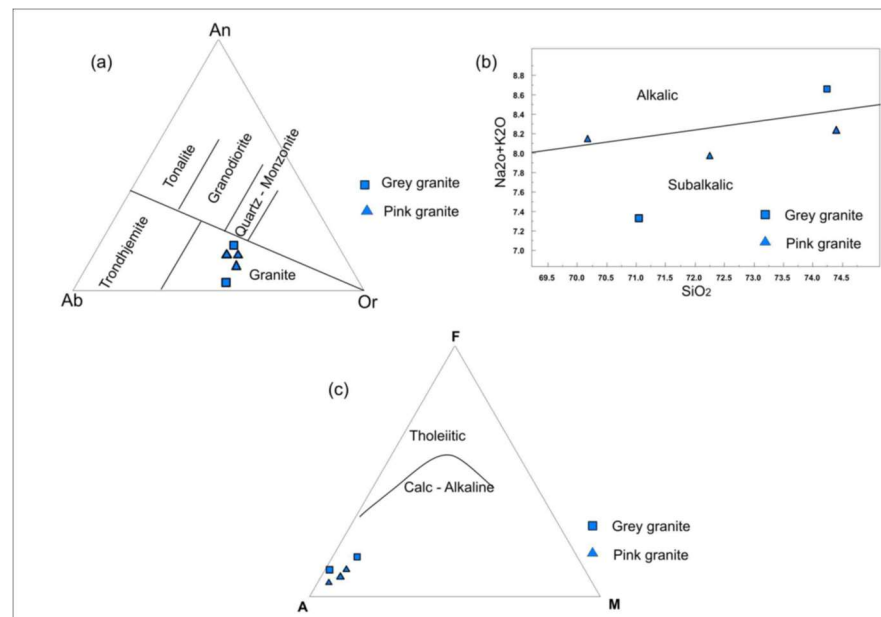 (a)
An
Tonalite
Granodiorite
Quartz - Monzonite
Trondhjemite
Granite
Ab
Or
Grey granite
Pink granite
(b)
Na2o+K2O
8.8
8.6
8.4
8.2
8.0
7.8
7.6
7.4
7.2
7.0
Alkalic
Subalkalic
Grey granite
Pink granite
69.5 70.0 70.5 71.0 71.5 72.0 72.5 73.0 73.5 74.0 74.5
SiO2
(c)
F
Tholeiitic
Calc - Alkaline
A
M
Grey granite
Pink granite